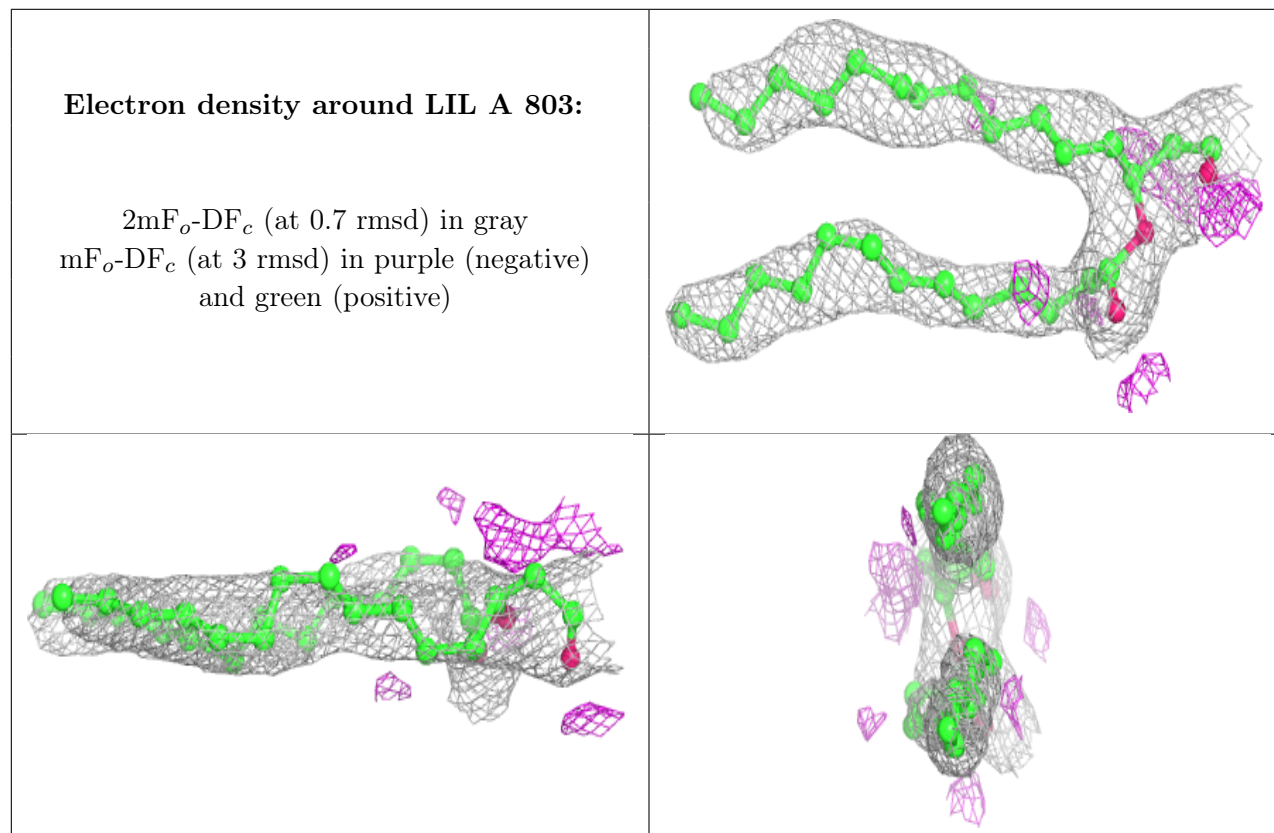 Electron density around LIL A 803:
2mFo-DFc (at 0.7 rmsd) in gray
mFo-DFc (at 3 rmsd) in purple (negative)
and green (positive)